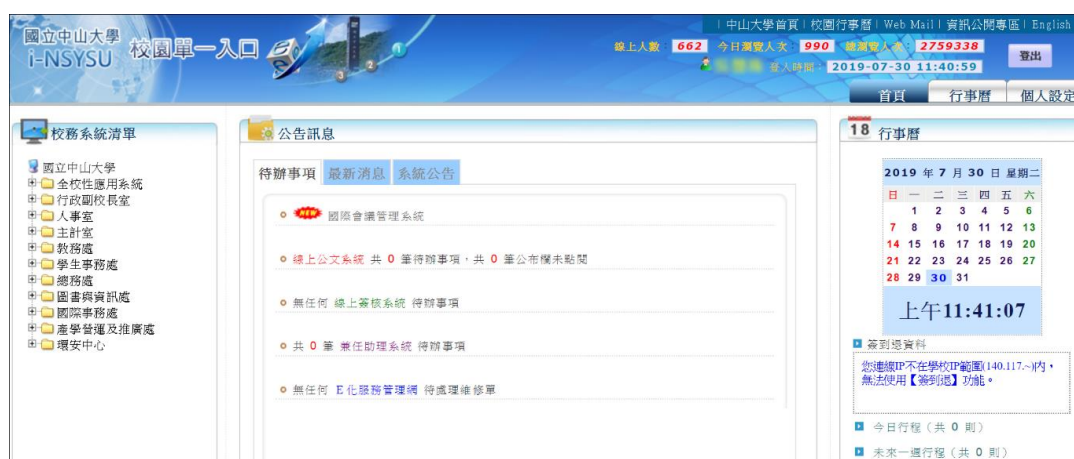 國立中山大學
i-NSYSU 校園單一入口
| 中山大學首頁 | 校園行事曆 | Web Mail | 資訊公開專區 | English
線上人數： 662 今日瀏覽人次： 990 總瀏覽人次： 2759338
登入時間： 2019-07-30 11:40:59
登出
首頁 行事曆 個人設定
校務系統清單
國立中山大學
全校性應用系統
行政副校長室
人事室
主計室
教務處
學生事務處
總務處
圖書與資訊處
國際事務處
產學營運及推廣處
環安中心
公告訊息
待辦事項 最新消息 系統公告
NEW 國際會議管理系統
線上公文系統 共 0 筆待辦事項，共 0 筆公布欄未點閱
無任何 線上簽核系統 待辦事項
共 0 筆 兼任助理系統 待辦事項
無任何 E化服務管理網 待處理維修單
18 行事曆
2019 年 7 月 30 日 星期二
日 一 二 三 四 五 六
1 2 3 4 5 6
7 8 9 10 11 12 13
14 15 16 17 18 19 20
21 22 23 24 25 26 27
28 29 30 31
上午11:41:07
簽到退資料
您連線IP不在學校IP範圍(140.117.~)內，
無法使用【簽到退】功能。
今日行程（共 0 則）
未來一週行程（共 0 則）